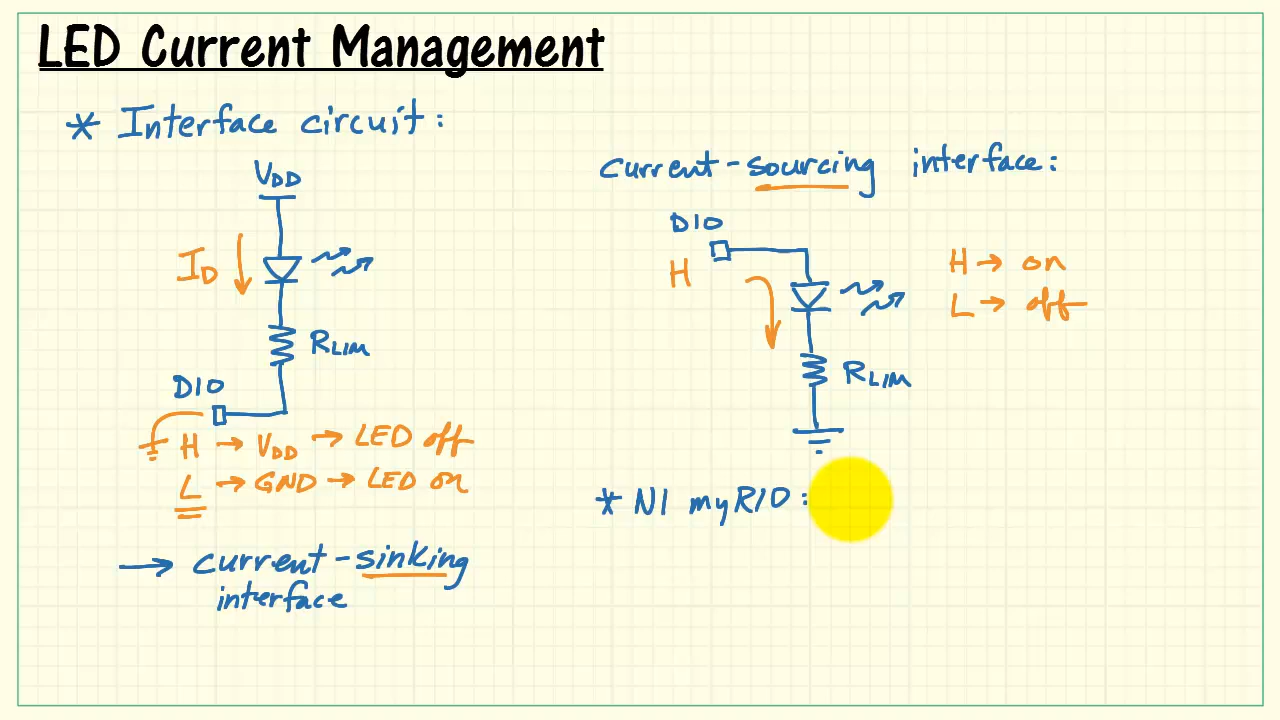 LED Current Management
* Interface circuit:
VDD
ID
RLIM
DIO
H → VDD → LED off
L → GND → LED on
→ current-sinking
interface
current-sourcing interface:
DIO
H
H → on
L → off
RLIM
* NI myRIO: